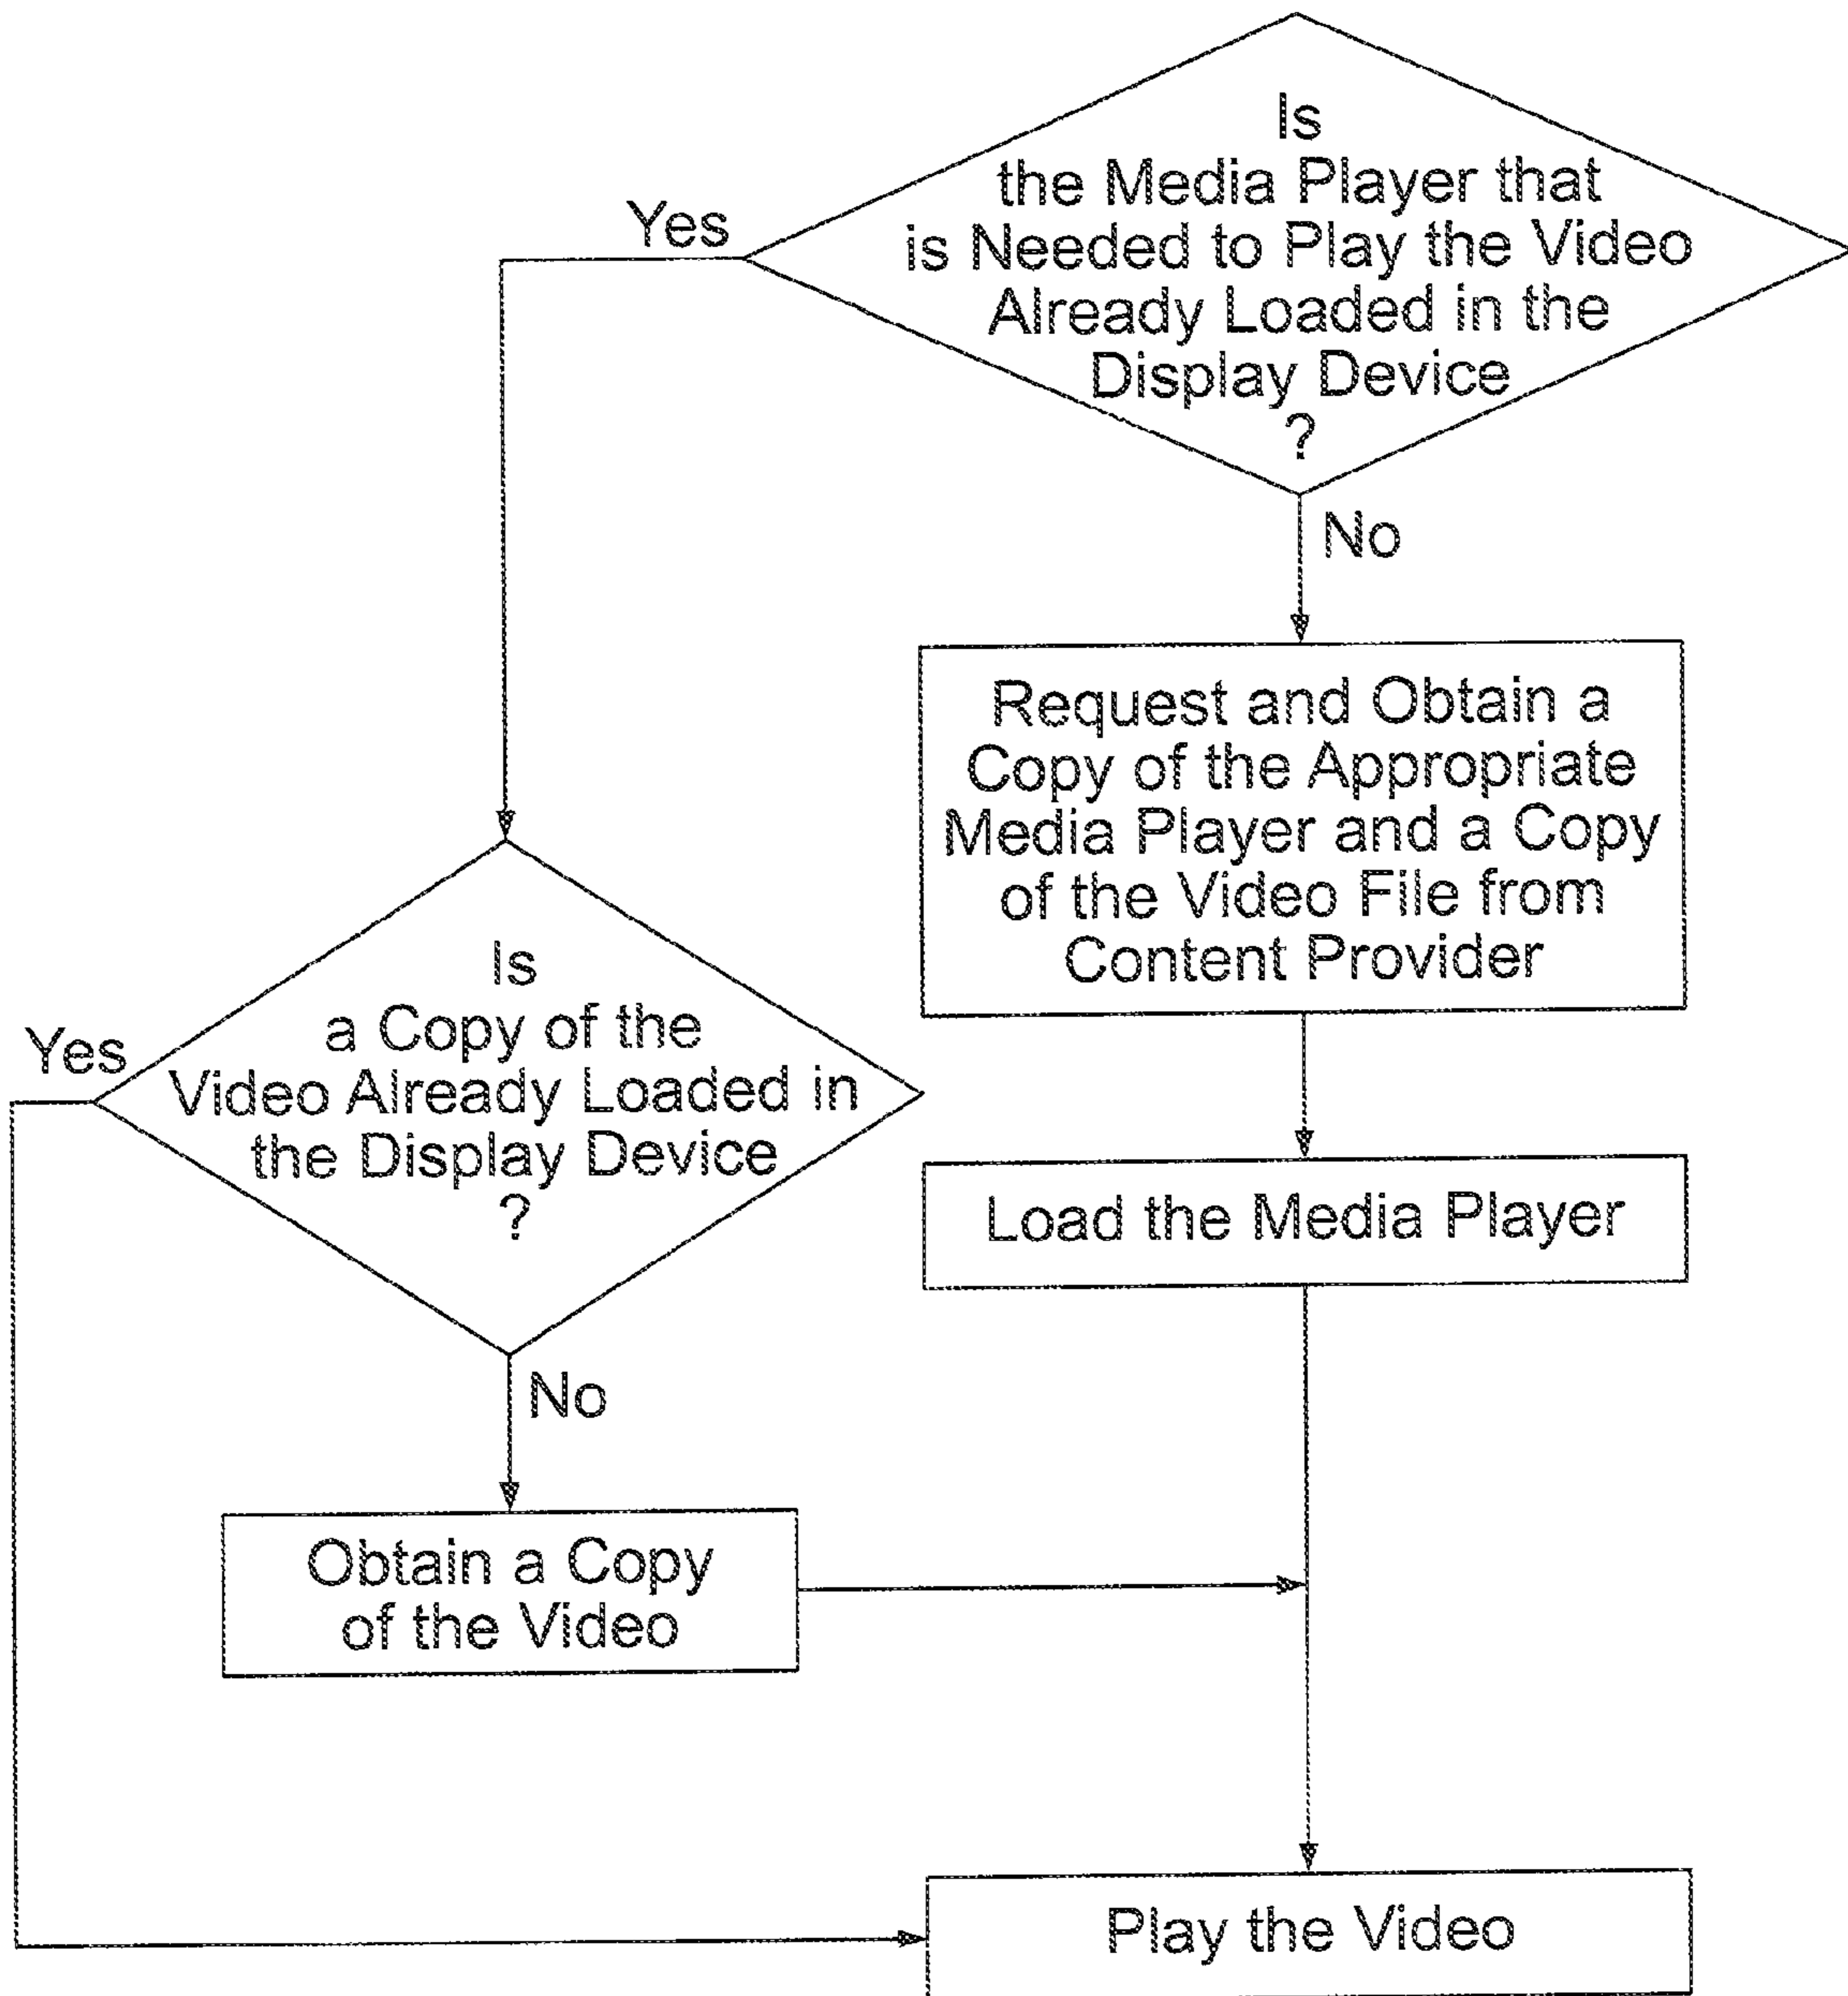 Is
the Media Player that
is Needed to Play the Video
Already Loaded in the
Display Device
?
Yes
No
Request and Obtain a
Copy of the Appropriate
Media Player and a Copy
of the Video File from
Content Provider
Is
a Copy of the
Video Already Loaded in
the Display Device
?
Yes
No
Load the Media Player
Obtain a Copy
of the Video
Play the Video